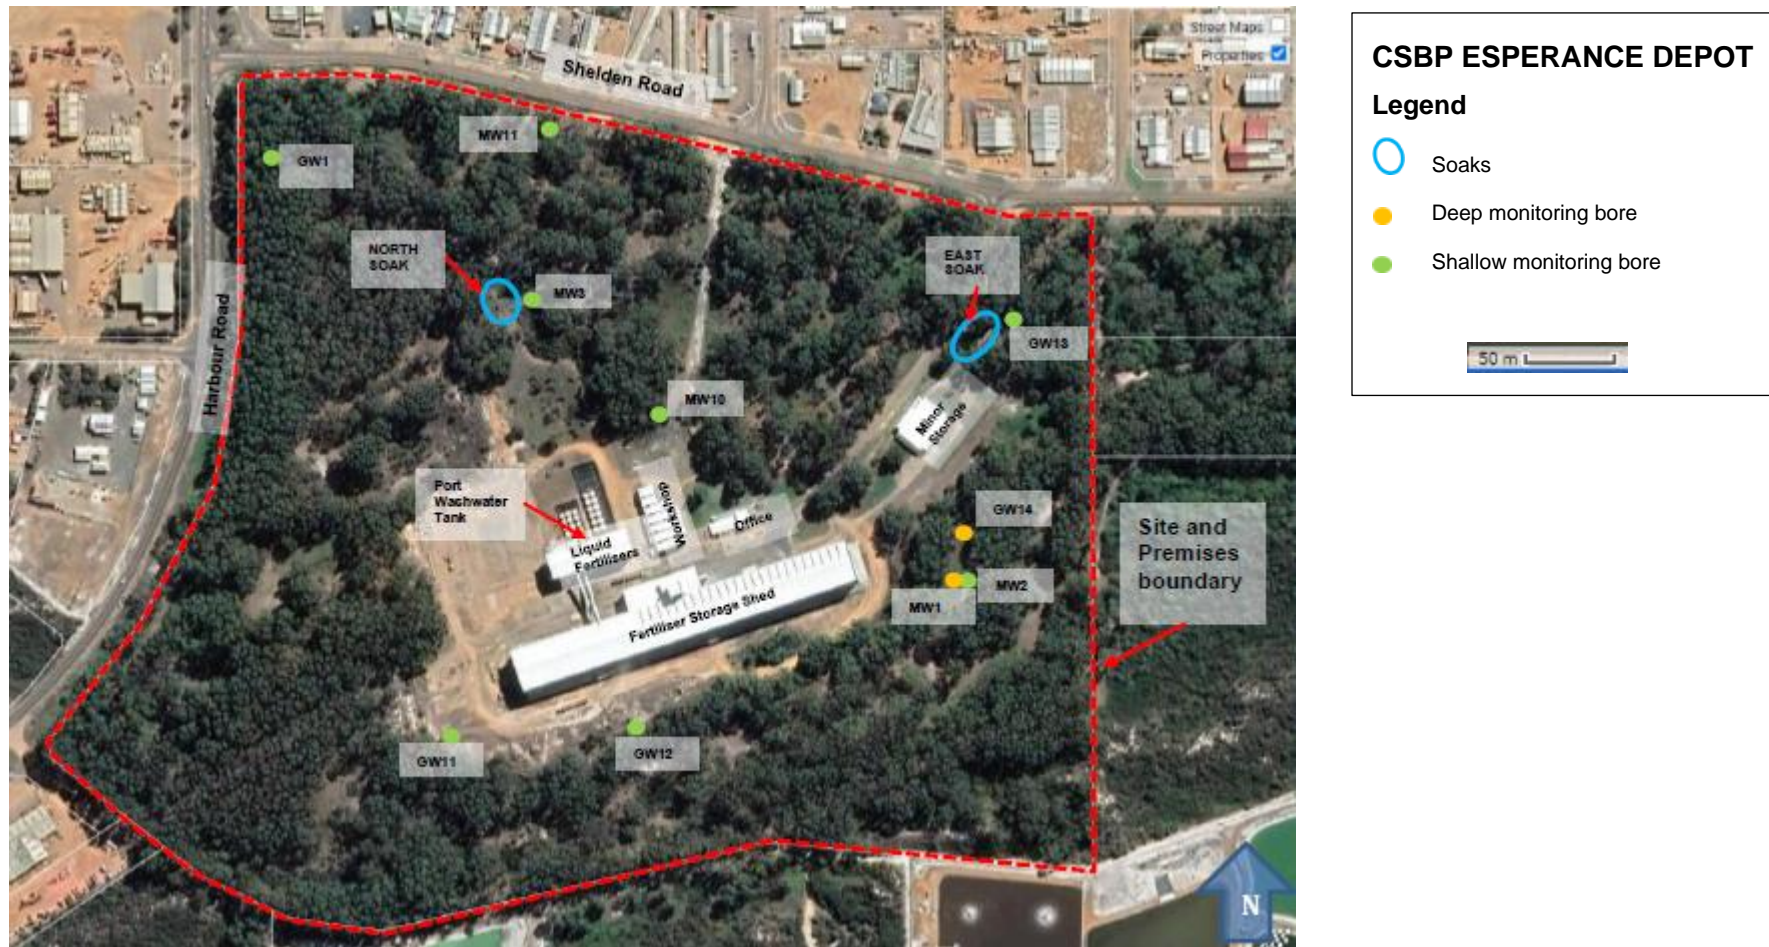 Street Maps
Properties
Shelden Road
MW11
GW1
NORTH
SOAK
EAST
SOAK
MW3
GW13
Harbour Road
MW10
Minor
Storage
Port
Washwater
Tank
Workshop
Office
GW14
Liquid
Fertilisers
Site and
Premises
boundary
MW2
MW1
Fertiliser Storage Shed
GW11
GW12
N
CSBP ESPERANCE DEPOT
Legend
Soaks
Deep monitoring bore
Shallow monitoring bore
50 m